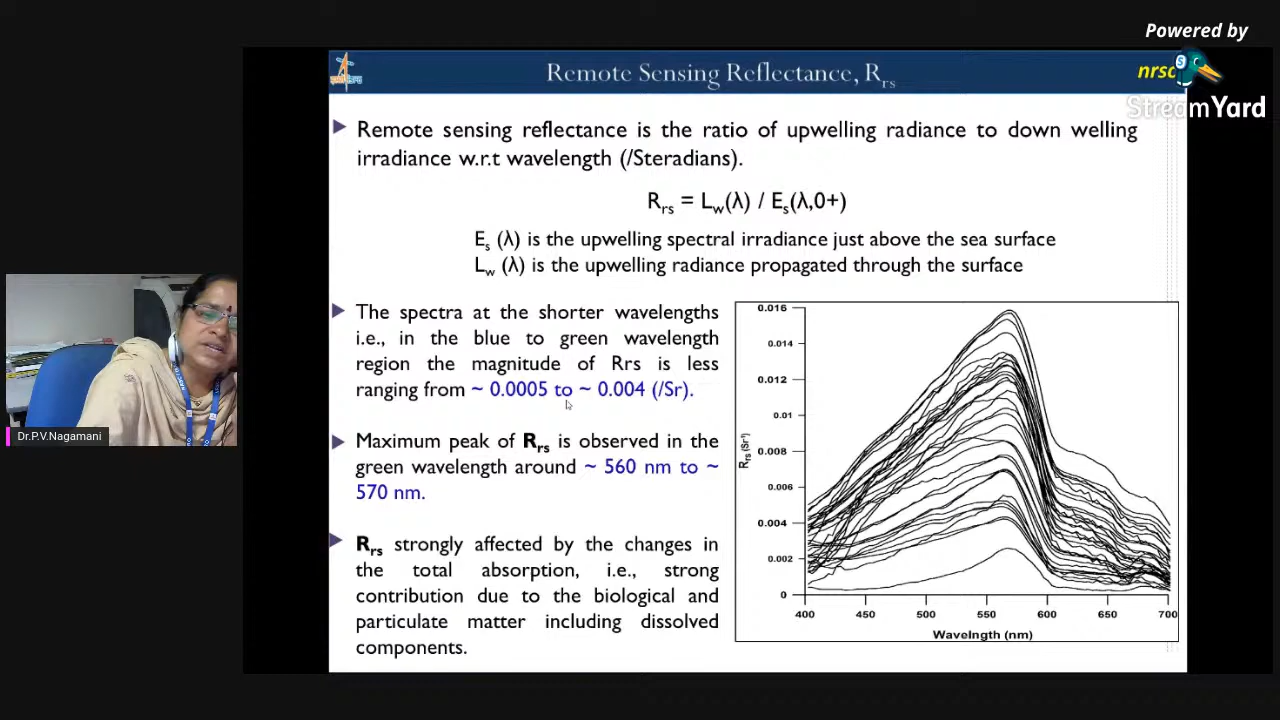 Powered by
nrsc
StreamYard
Remote Sensing Reflectance, Rrs
Remote sensing reflectance is the ratio of upwelling radiance to down welling
irradiance w.r.t wavelength (/Steradians).
Rrs = Lw(λ) / Es(λ,0+)
Es (λ) is the upwelling spectral irradiance just above the sea surface
Lw (λ) is the upwelling radiance propagated through the surface
The spectra at the shorter wavelengths
i.e., in the blue to green wavelength
region the magnitude of Rrs is less
ranging from ~ 0.0005 to ~ 0.004 (/Sr).
Maximum peak of Rrs is observed in the
green wavelength around ~ 560 nm to ~
570 nm.
Rrs strongly affected by the changes in
the total absorption, i.e., strong
contribution due to the biological and
particulate matter including dissolved
components.
0.016
0.014
0.012
0.01
0.008
0.006
0.004
0.002
0
Rrs (Sr-1)
400 450 500 550 600 650 700
Wavelngth (nm)
Dr.P.V.Nagamani